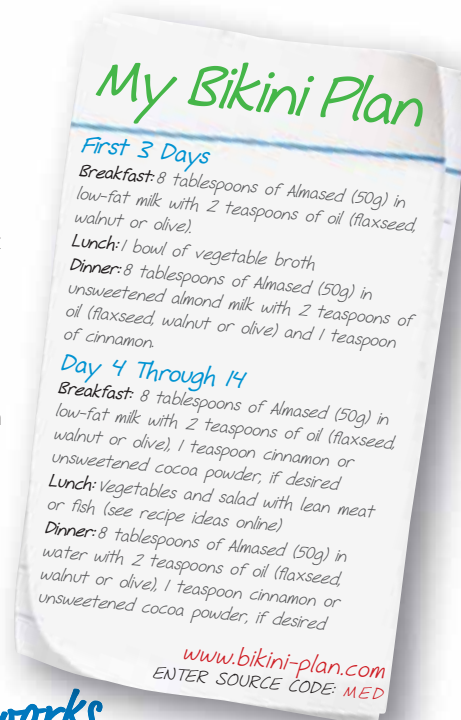 My Bikini Plan
First 3 Days
Breakfast: 8 tablespoons of Almased (50g) in
low-fat milk with 2 teaspoons of oil (flaxseed,
walnut or olive).
Lunch: 1 bowl of vegetable broth
Dinner: 8 tablespoons of Almased (50g) in
unsweetened almond milk with 2 teaspoons of
oil (flaxseed, walnut or olive) and 1 teaspoon
of cinnamon.
Day 4 Through 14
Breakfast: 8 tablespoons of Almased (50g) in
low-fat milk with 2 teaspoons of oil (flaxseed,
walnut or olive), 1 teaspoon cinnamon or
unsweetened cocoa powder, if desired
Lunch: Vegetables and salad with lean meat
or fish (see recipe ideas online)
Dinner: 8 tablespoons of Almased (50g) in
water with 2 teaspoons of oil (flaxseed,
walnut or olive), 1 teaspoon cinnamon or
unsweetened cocoa powder, if desired
www.bikini-plan.com
ENTER SOURCE CODE: MED
works